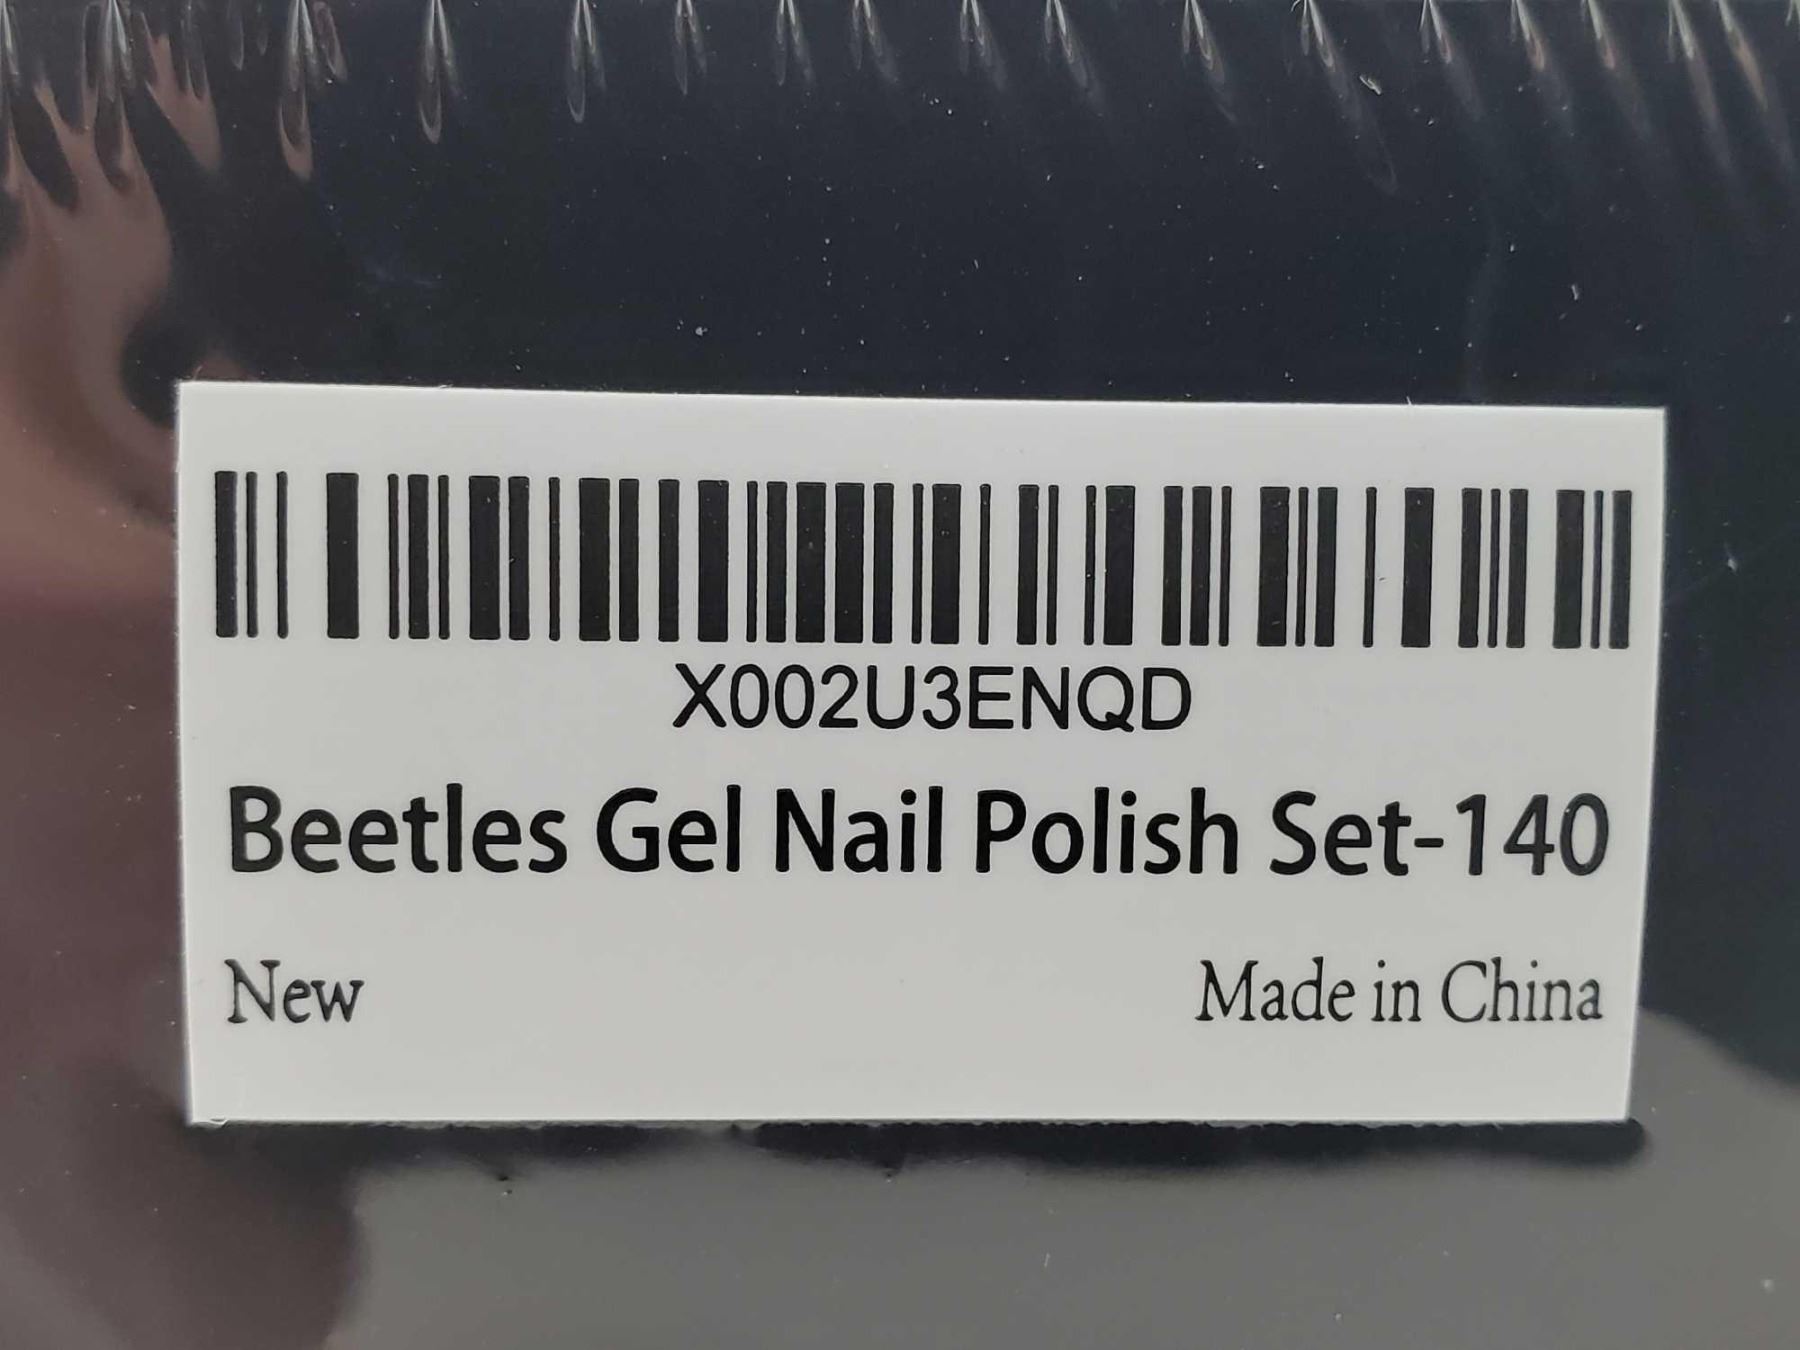 X002U3ENQD
Beetles Gel Nail Polish Set-140
New
Made in China